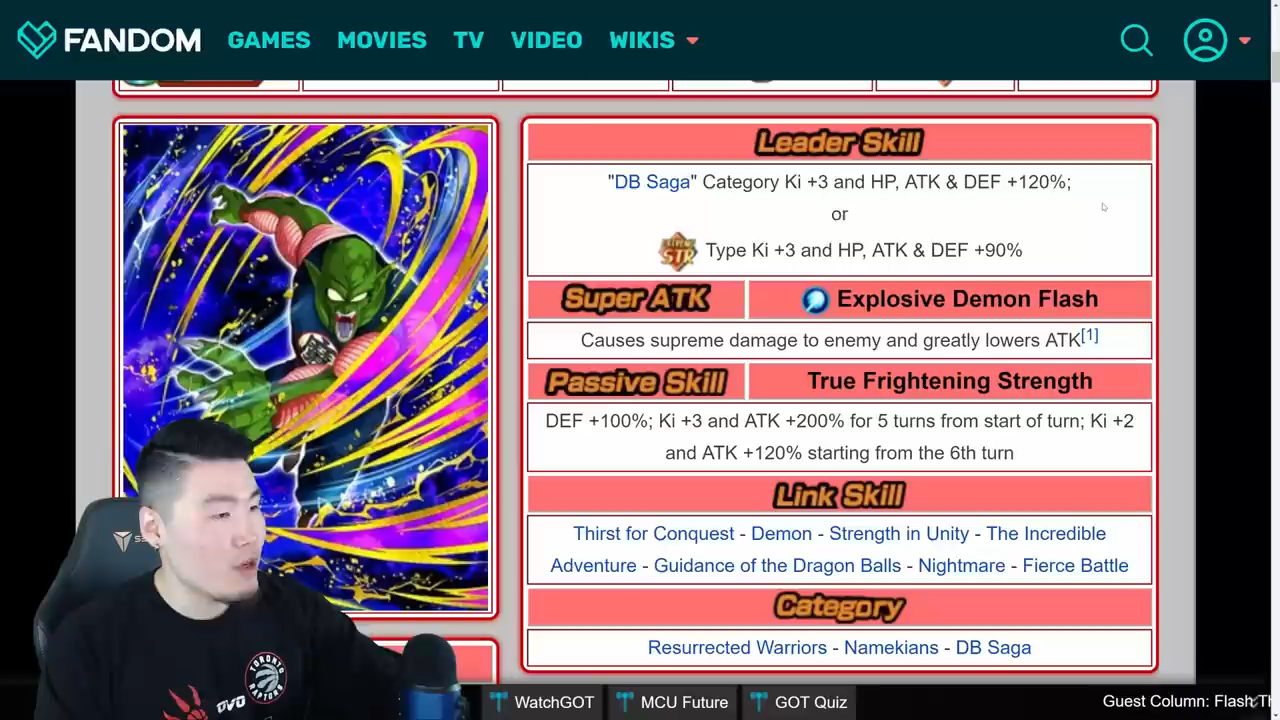 FANDOM GAMES MOVIES TV VIDEO WIKIS
Leader Skill
"DB Saga" Category Ki +3 and HP, ATK & DEF +120%;
or
EXTREME STR Type Ki +3 and HP, ATK & DEF +90%
Super ATK Explosive Demon Flash
Causes supreme damage to enemy and greatly lowers ATK[1]
Passive Skill True Frightening Strength
DEF +100%; Ki +3 and ATK +200% for 5 turns from start of turn; Ki +2
and ATK +120% starting from the 6th turn
Link Skill
Thirst for Conquest - Demon - Strength in Unity - The Incredible
Adventure - Guidance of the Dragon Balls - Nightmare - Fierce Battle
Category
Resurrected Warriors - Namekians - DB Saga
TORONTO
RAPTORS
OVO
WatchGOT MCU Future GOT Quiz Guest Column: Flash